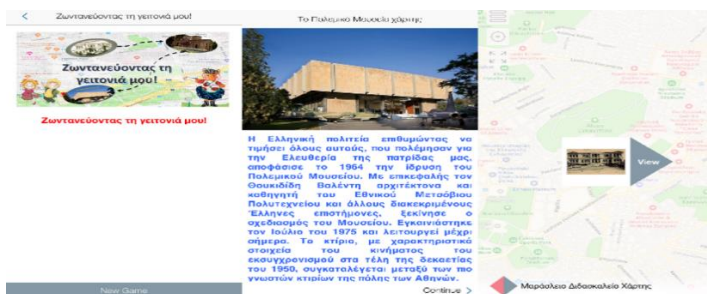 Ζωντανεύοντας τη γειτονιά μου!
Ζωντανεύοντας τη
γειτονιά μου!
Ζωντανεύοντας τη γειτονιά μου!
New Game
Το Πολεμικο Μουσείο χάρτης
Η Ελληνική πολιτεία επιθυμώντας να
τιμήσει όλους αυτούς, που πολέμησαν για
την Ελευθερία της πατρίδας μας,
αποφάσισε το 1964 την ίδρυση του
Πολεμικού Μουσείου. Με επικεφαλής τον
Θουκιδίδη Βαλέντη αρχιτέκτονα και
καθηγητή του Εθνικού Μετσόβιου
Πολυτεχνείου και άλλους διακεκριμένους
Έλληνες επιστήμονες, ξεκίνησε ο
σχεδιασμός του Μουσείου. Εγκαινιάστηκε
τον Ιούλιο του 1975 και λειτουργεί μέχρι
σήμερα. Το κτίριο, με χαρακτηριστικά
στοιχεία του κινήματος του
εκσυγχρονισμού στα τέλη της δεκαετίας
του 1950, συγκαταλέγεται μεταξύ των πιο
γνωστών κτιρίων της πόλης των Αθηνών.
Continue >
View
Μαράσλειο Διδασκαλείο Χάρτης